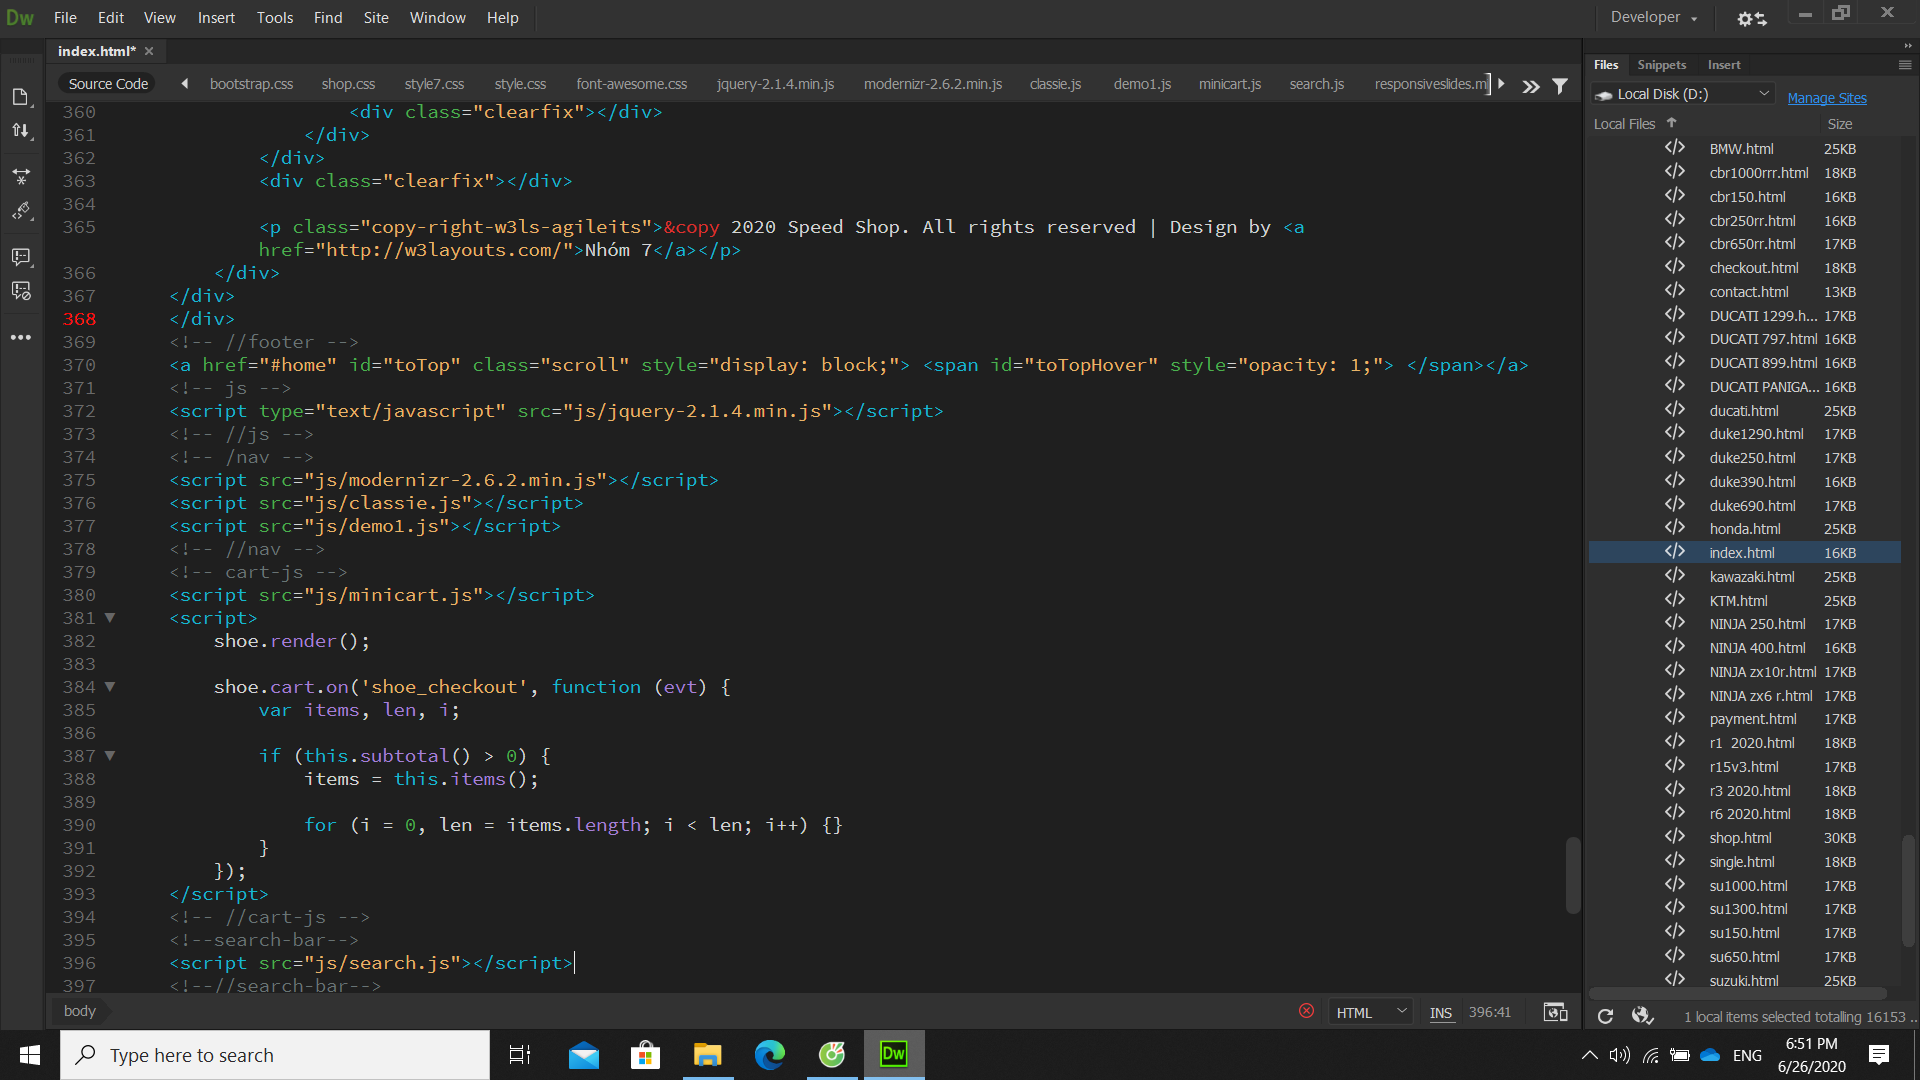 Dw File Edit View Insert Tools Find Site Window Help Developer
index.html*
Source Code bootstrap.css shop.css style7.css style.css font-awesome.css jquery-2.1.4.min.js modernizr-2.6.2.min.js classie.js demo1.js minicart.js search.js responsiveslides.m
360 <div class="clearfix"></div>
361 </div>
362 </div>
363 <div class="clearfix"></div>
364
365 <p class="copy-right-w3ls-agileits">&copy 2020 Speed Shop. All rights reserved | Design by <a
href="http://w3layouts.com/">Nhóm 7</a></p>
366 </div>
367 </div>
368 </div>
369 <!-- //footer -->
370 <a href="#home" id="toTop" class="scroll" style="display: block;"> <span id="toTopHover" style="opacity: 1;"> </span></a>
371 <!-- js -->
372 <script type="text/javascript" src="js/jquery-2.1.4.min.js"></script>
373 <!-- //js -->
374 <!-- /nav -->
375 <script src="js/modernizr-2.6.2.min.js"></script>
376 <script src="js/classie.js"></script>
377 <script src="js/demo1.js"></script>
378 <!-- //nav -->
379 <!-- cart-js -->
380 <script src="js/minicart.js"></script>
381 <script>
382 shoe.render();
383
384 shoe.cart.on('shoe_checkout', function (evt) {
385 var items, len, i;
386
387 if (this.subtotal() > 0) {
388 items = this.items();
389
390 for (i = 0, len = items.length; i < len; i++) {}
391 }
392 });
393 </script>
394 <!-- //cart-js -->
395 <!--search-bar-->
396 <script src="js/search.js"></script>
397 <!--//search-bar-->
body HTML INS 396:41
Files Snippets Insert
Local Disk (D:) Manage Sites
Local Files Size
BMW.html 25KB
cbr1000rrr.html 18KB
cbr150.html 16KB
cbr250rr.html 16KB
cbr650rr.html 17KB
checkout.html 18KB
contact.html 13KB
DUCATI 1299.h... 17KB
DUCATI 797.html 16KB
DUCATI 899.html 16KB
DUCATI PANIGA... 16KB
ducati.html 25KB
duke1290.html 17KB
duke250.html 17KB
duke390.html 16KB
duke690.html 17KB
honda.html 25KB
index.html 16KB
kawazaki.html 25KB
KTM.html 25KB
NINJA 250.html 17KB
NINJA 400.html 16KB
NINJA zx10r.html 17KB
NINJA zx6 r.html 17KB
payment.html 17KB
r1 2020.html 18KB
r15v3.html 17KB
r3 2020.html 18KB
r6 2020.html 18KB
shop.html 30KB
single.html 18KB
su1000.html 17KB
su1300.html 17KB
su150.html 17KB
su650.html 17KB
suzuki.html 25KB
1 local items selected totalling 16153 ..
Type here to search
Dw
ENG
6:51 PM
6/26/2020